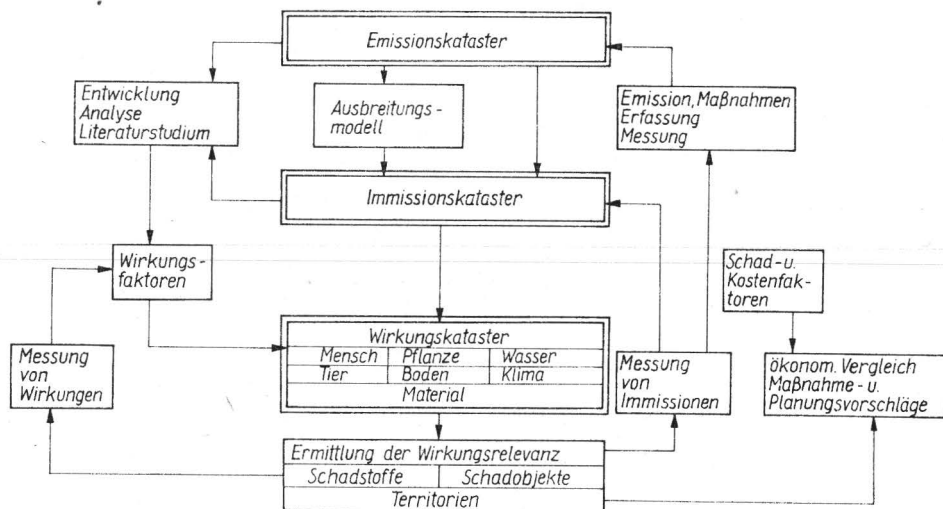 Emissionskataster
Entwicklung
Analyse
Literaturstudium
Ausbreitungs-
modell
Emission, Maßnahmen
Erfassung
Messung
Immissionskataster
Wirkungs-
faktoren
Schad- u.
Kostenfak-
toren
Wirkungskataster
Mensch Pflanze Wasser
Tier Boden Klima
Material
Messung
von
Wirkungen
Messung
von
Immissionen
ökonom. Vergleich
Maßnahme- u.
Planungsvorschläge
Ermittlung der Wirkungsrelevanz
Schadstoffe Schadobjekte
Territorien